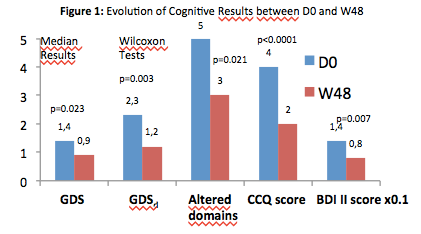 Figure 1: Evolution of Cognitive Results between D0 and W48
5
4
3
2
1
0
Median
Results
Wilcoxon
Tests
p=0.023
1,4
0,9
p=0.003
2,3
1,2
5
p=0.021
3
p<0.0001
4
2
p=0.007
1,4
0,8
D0
W48
GDS
GDSd
Altered
domains
CCQ score
BDI II score x0.1